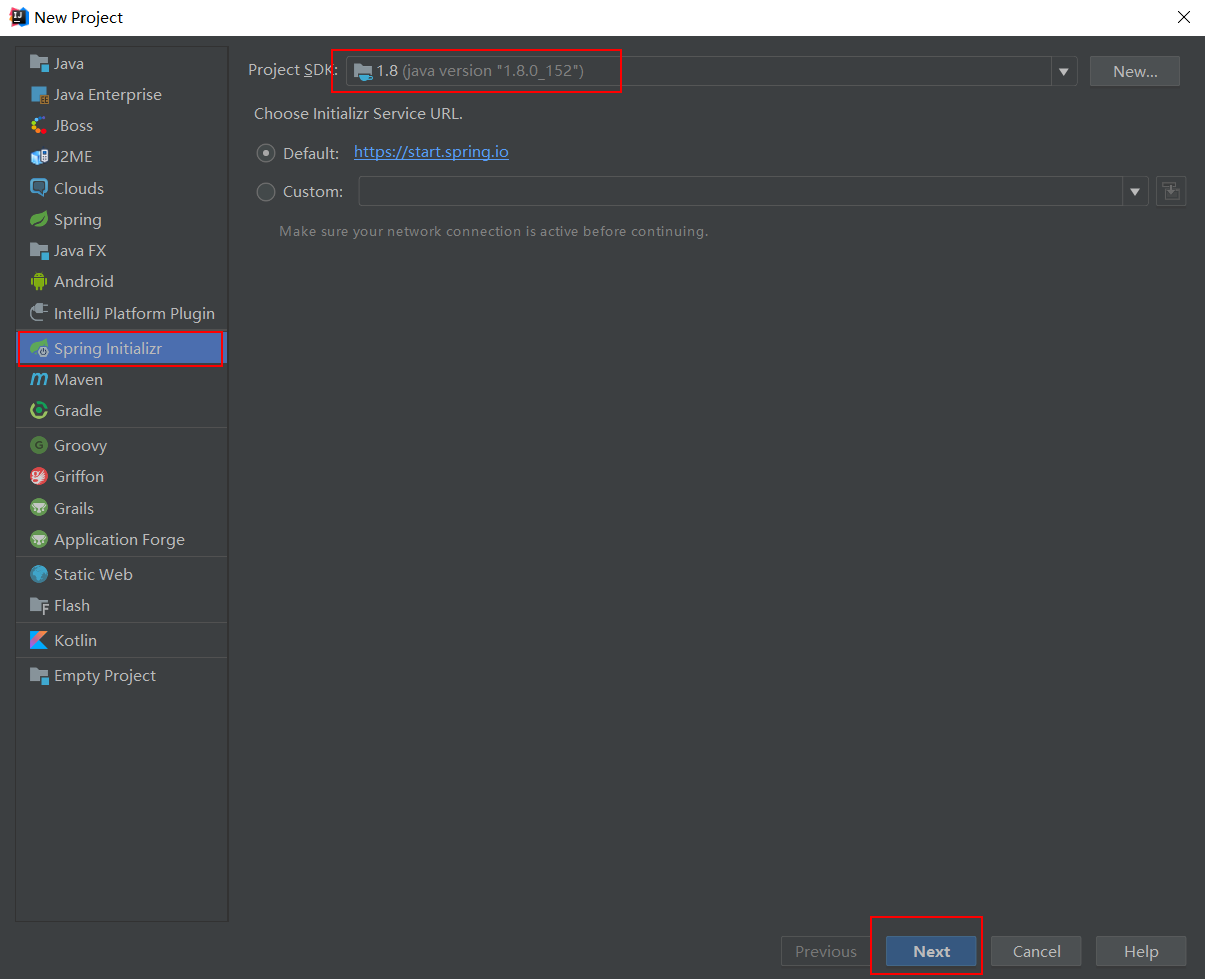 New Project
Java
Java Enterprise
JBoss
J2ME
Clouds
Spring
Java FX
Android
IntelliJ Platform Plugin
Spring Initializr
Maven
Gradle
Groovy
Griffon
Grails
Application Forge
Static Web
Flash
Kotlin
Empty Project
Project SDK: 1.8 (java version "1.8.0_152") New...
Choose Initializr Service URL.
Default: https://start.spring.io
Custom:
Make sure your network connection is active before continuing.
Previous Next Cancel Help